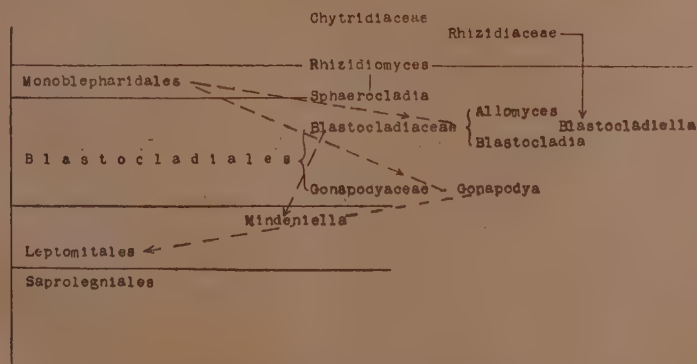 Chytridiaceae
Rhizidiaceae
Rhizidiomyces
Monoblepharidales
Sphaerocladia
Allomyces
Blastocladiaceae
Blastocladiella
Blastocladia
Blastocladiales
Gonapodyaceae
Gonapodya
Mindeniella
Leptomitales
Saprolegniales